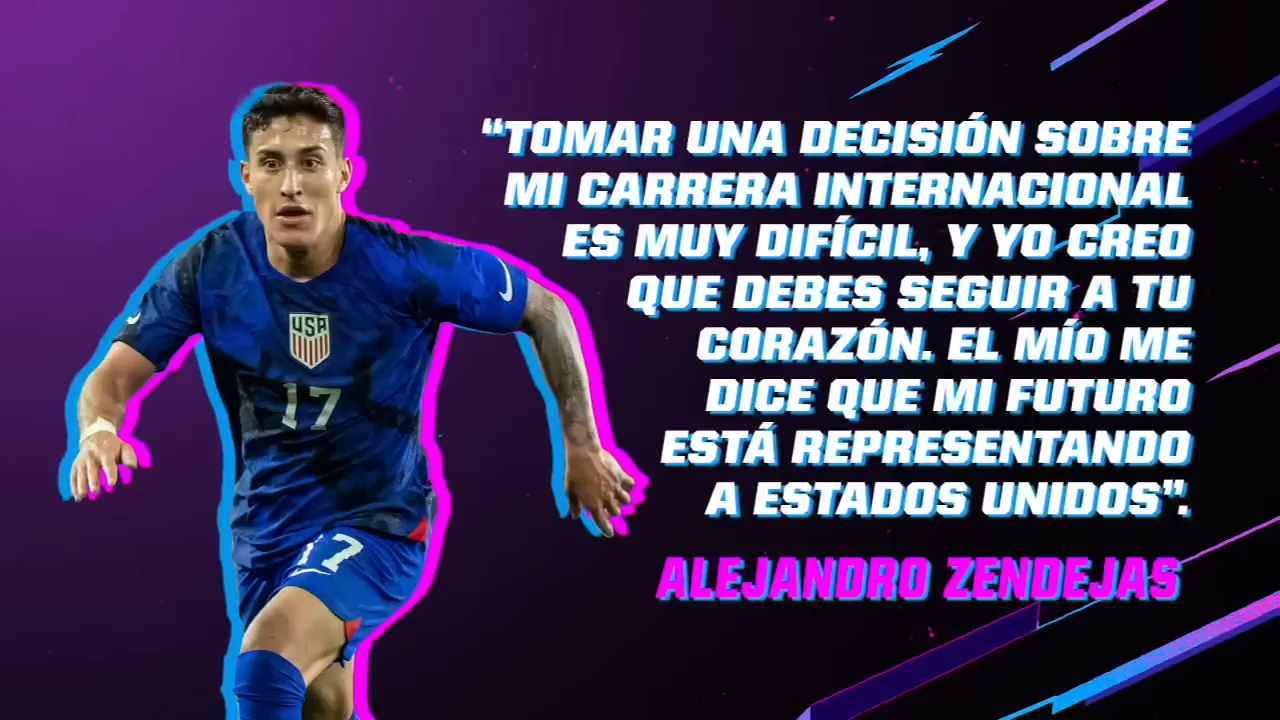 “TOMAR UNA DECISIÓN SOBRE
MI CARRERA INTERNACIONAL
ES MUY DIFÍCIL, Y YO CREO
QUE DEBES SEGUIR A TU
CORAZÓN. EL MÍO ME
DICE QUE MI FUTURO
ESTÁ REPRESENTANDO
A ESTADOS UNIDOS”.
ALEJANDRO ZENDEJAS
USA
17
17